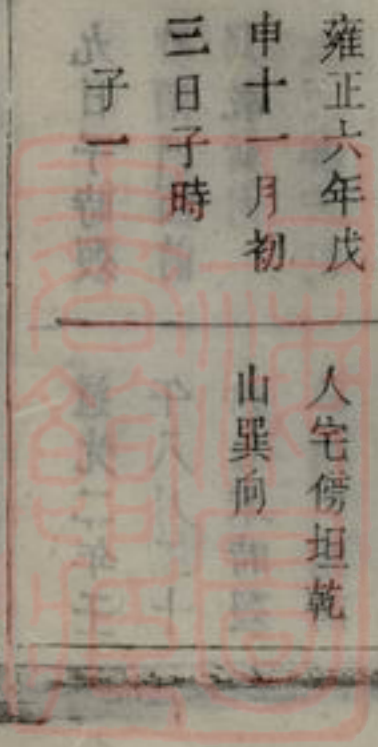 雍正六年戊
申十一月初
三日子時
子一
人宅傍坦乾
山巽向